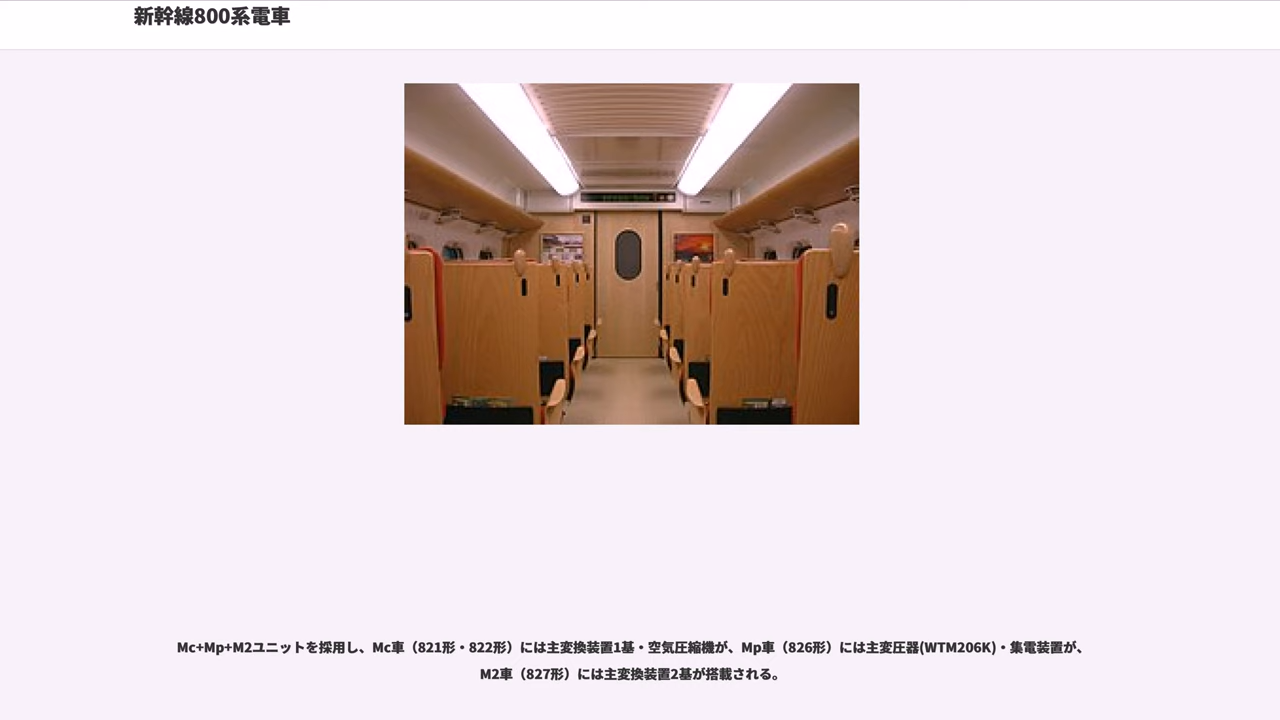 新幹線800系電車
Mc+Mp+M2ユニットを採用し、Mc車（821形・822形）には主変換装置1基・空気圧縮機が、Mp車（826形）には主変圧器(WTM206K)・集電装置が、
M2車（827形）には主変換装置2基が搭載される。